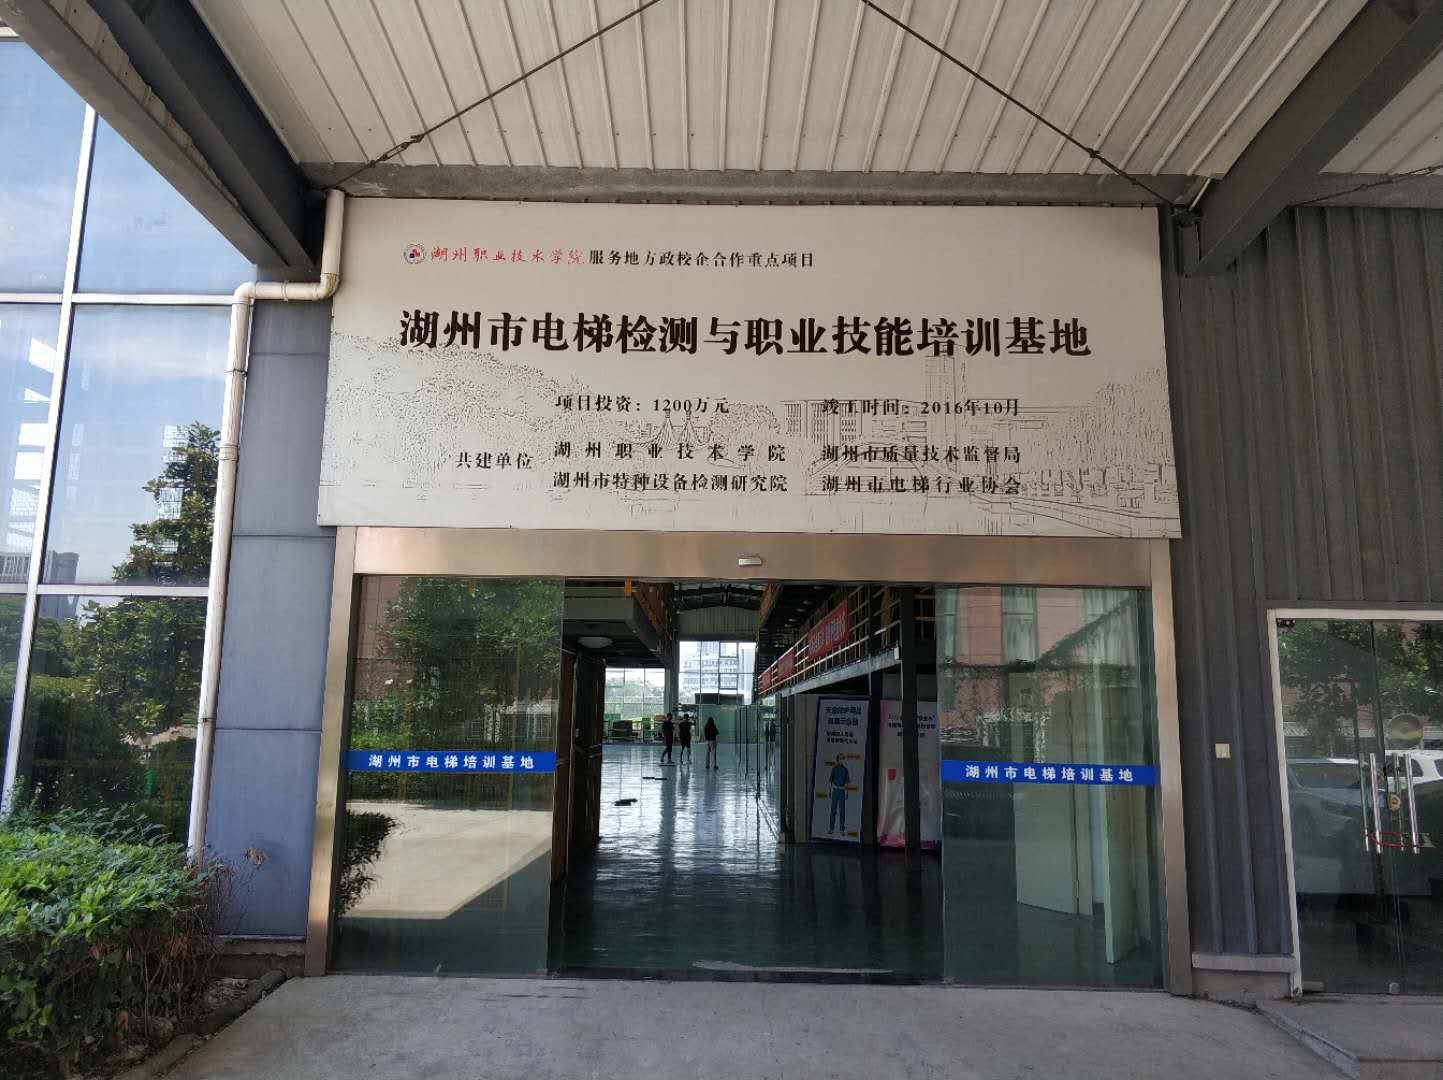 湖州职业技术学院服务地方政校企合作重点项目
湖州市电梯检测与职业技能培训基地
项目投资：1200万元 竣工时间：2016年10月
共建单位
湖州职业技术学院 湖州市质量技术监督局
湖州市特种设备检测研究院 湖州市电梯行业协会
湖州市电梯培训基地
湖州市电梯培训基地